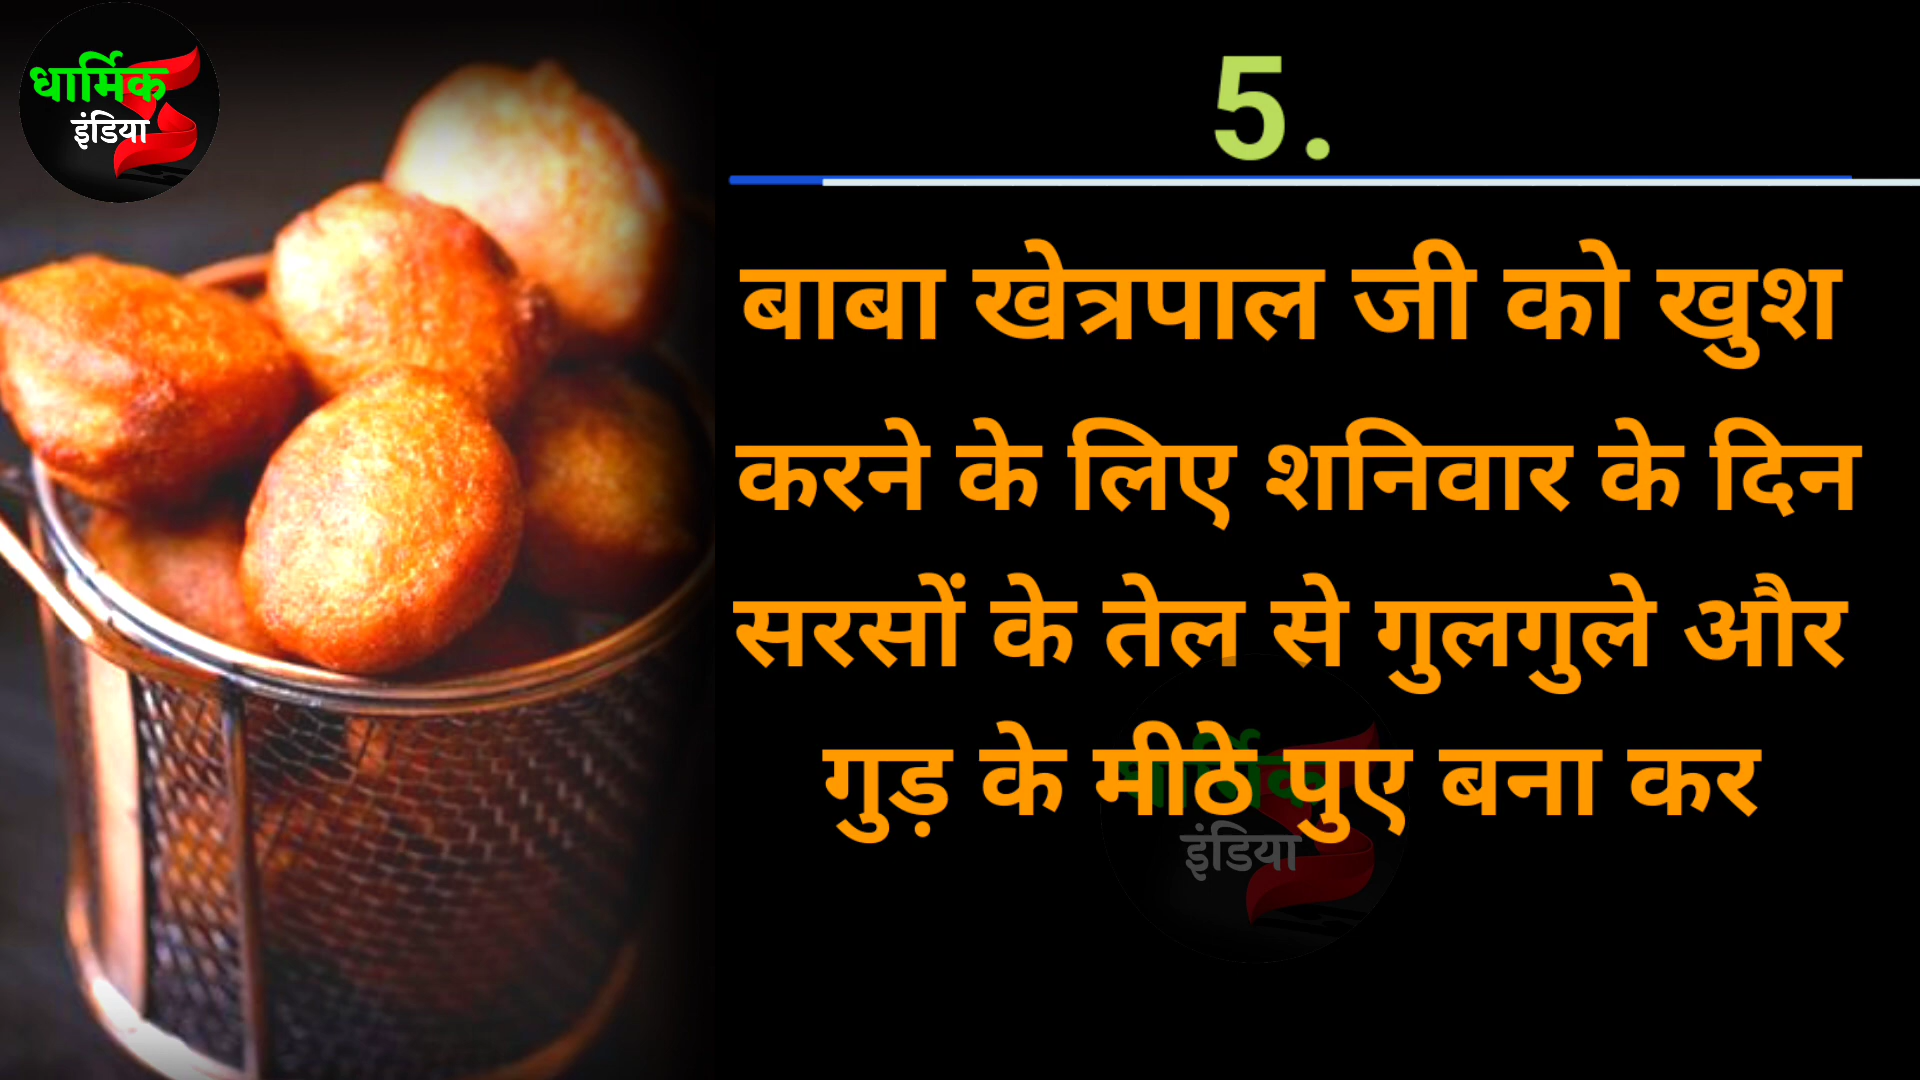 धार्मिक
इंडिया
5.
बाबा खेत्रपाल जी को खुश
करने के लिए शनिवार के दिन
सरसों के तेल से गुलगुले और
गुड़ के मीठे पुए बना कर
धार्मिक
इंडिया